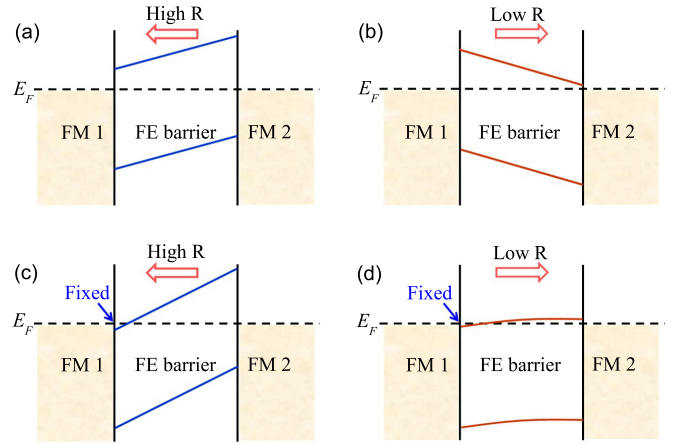 (a)
High R
E_F
FM 1
FE barrier
FM 2
(b)
Low R
E_F
FM 1
FE barrier
FM 2
(c)
High R
Fixed
E_F
FM 1
FE barrier
FM 2
(d)
Low R
Fixed
E_F
FM 1
FE barrier
FM 2